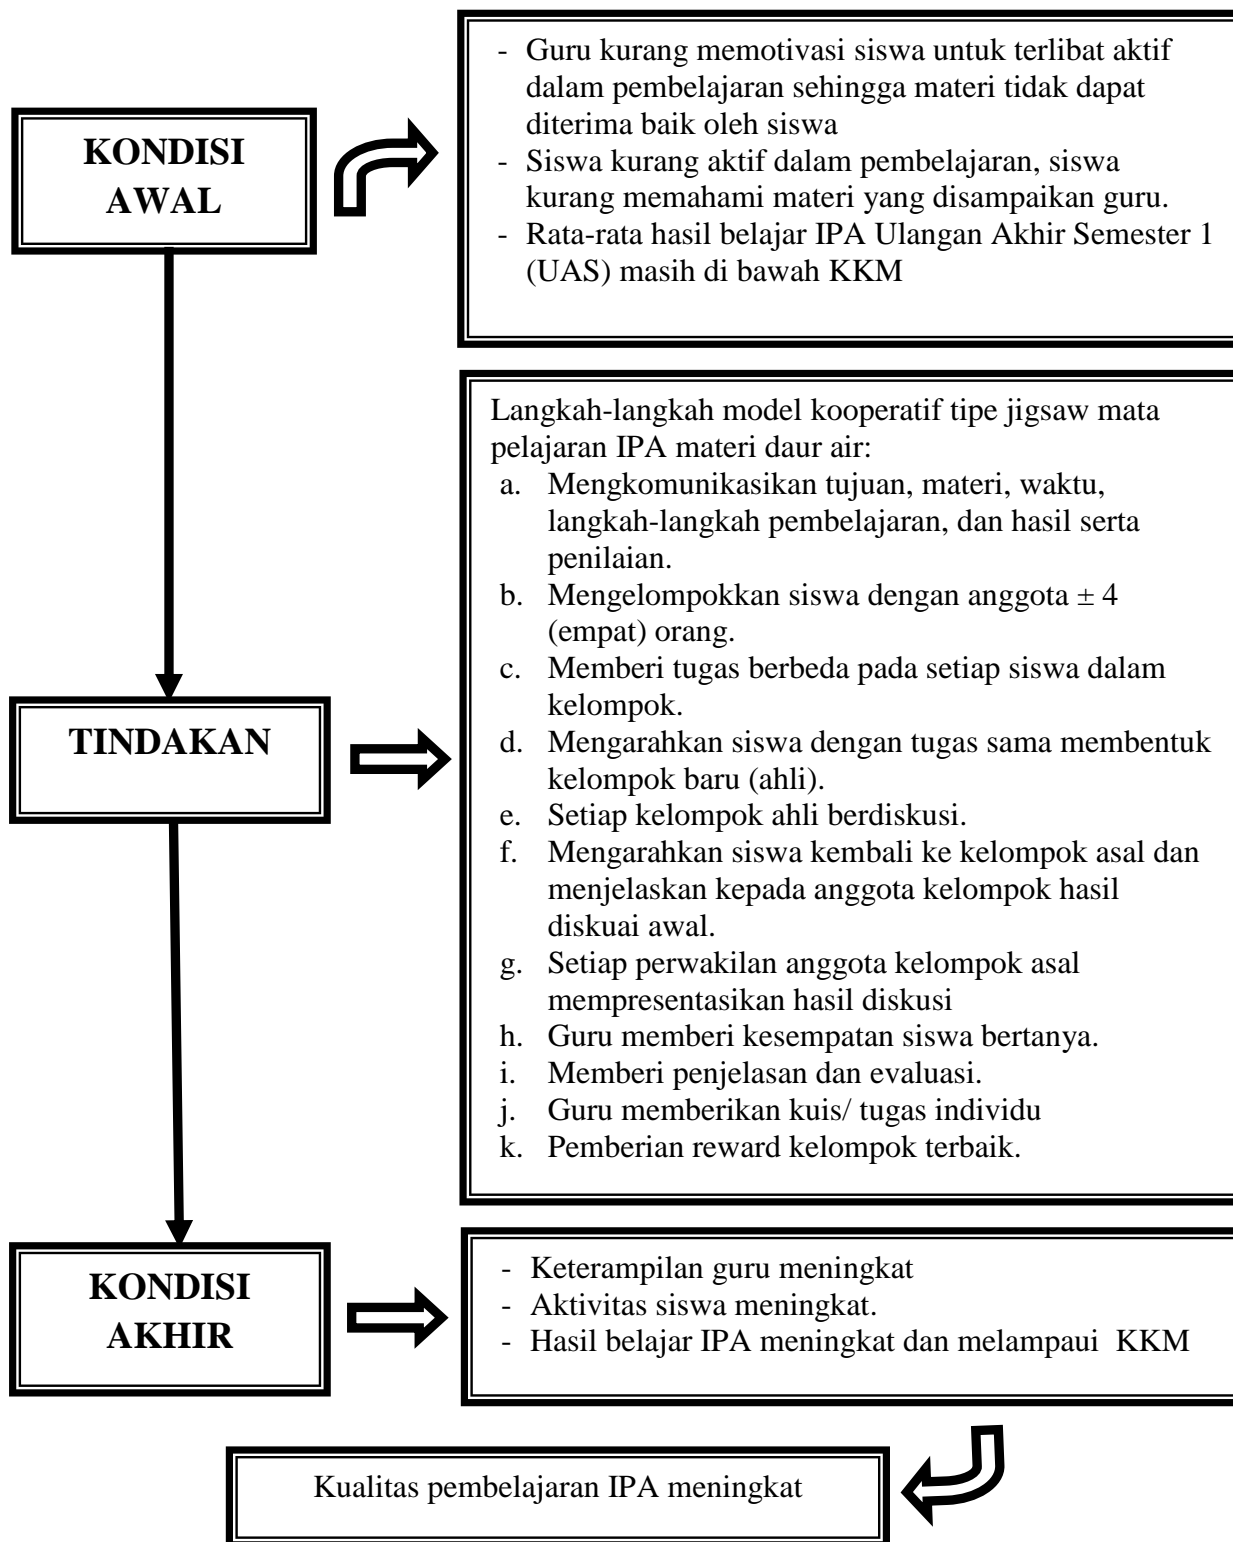 KONDISI
AWAL
- Guru kurang memotivasi siswa untuk terlibat aktif
dalam pembelajaran sehingga materi tidak dapat
diterima baik oleh siswa
- Siswa kurang aktif dalam pembelajaran, siswa
kurang memahami materi yang disampaikan guru.
- Rata-rata hasil belajar IPA Ulangan Akhir Semester 1
(UAS) masih di bawah KKM
TINDAKAN
Langkah-langkah model kooperatif tipe jigsaw mata
pelajaran IPA materi daur air:
a. Mengkomunikasikan tujuan, materi, waktu,
langkah-langkah pembelajaran, dan hasil serta
penilaian.
b. Mengelompokkan siswa dengan anggota ± 4
(empat) orang.
c. Memberi tugas berbeda pada setiap siswa dalam
kelompok.
d. Mengarahkan siswa dengan tugas sama membentuk
kelompok baru (ahli).
e. Setiap kelompok ahli berdiskusi.
f. Mengarahkan siswa kembali ke kelompok asal dan
menjelaskan kepada anggota kelompok hasil
diskuai awal.
g. Setiap perwakilan anggota kelompok asal
mempresentasikan hasil diskusi
h. Guru memberi kesempatan siswa bertanya.
i. Memberi penjelasan dan evaluasi.
j. Guru memberikan kuis/ tugas individu
k. Pemberian reward kelompok terbaik.
KONDISI
AKHIR
- Keterampilan guru meningkat
- Aktivitas siswa meningkat.
- Hasil belajar IPA meningkat dan melampaui  KKM
Kualitas pembelajaran IPA meningkat